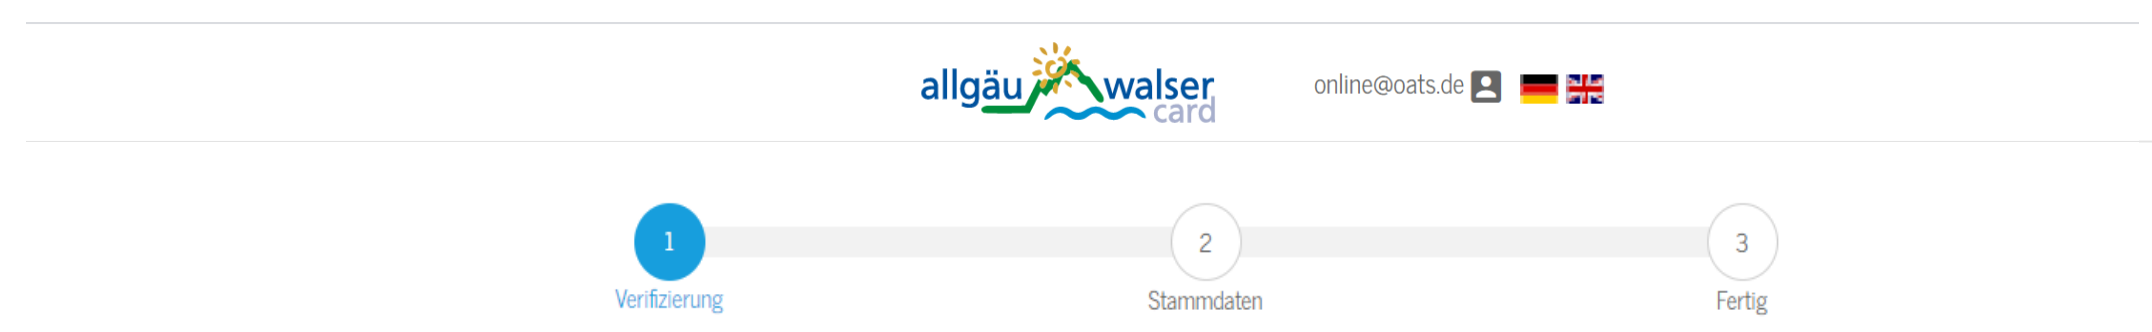 allgäu walser
card
online@oats.de
1
2
3
Verifizierung
Stammdaten
Fertig